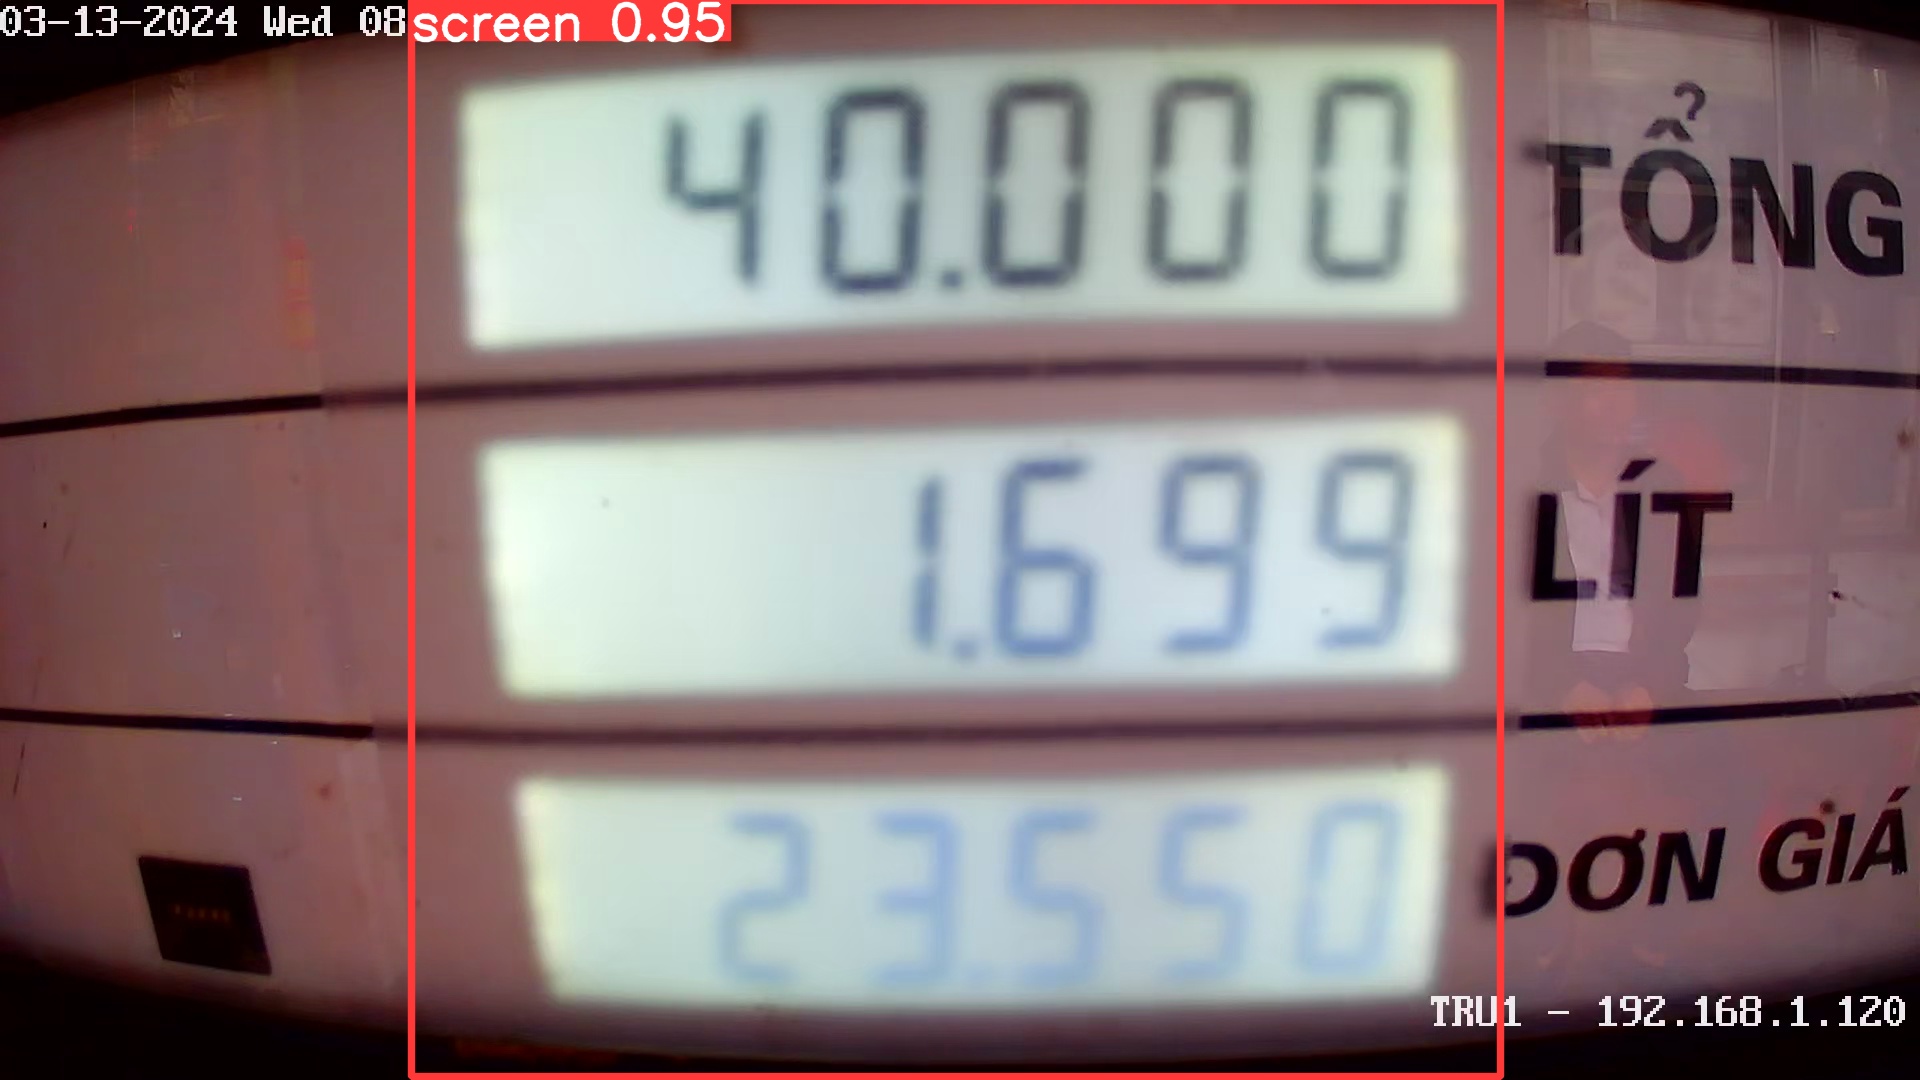 03-13-2024 Wed 08
screen 0.95
40.000
TỔNG
1.699
LÍT
23.550
ĐƠN GIÁ
TRU1 - 192.168.1.120